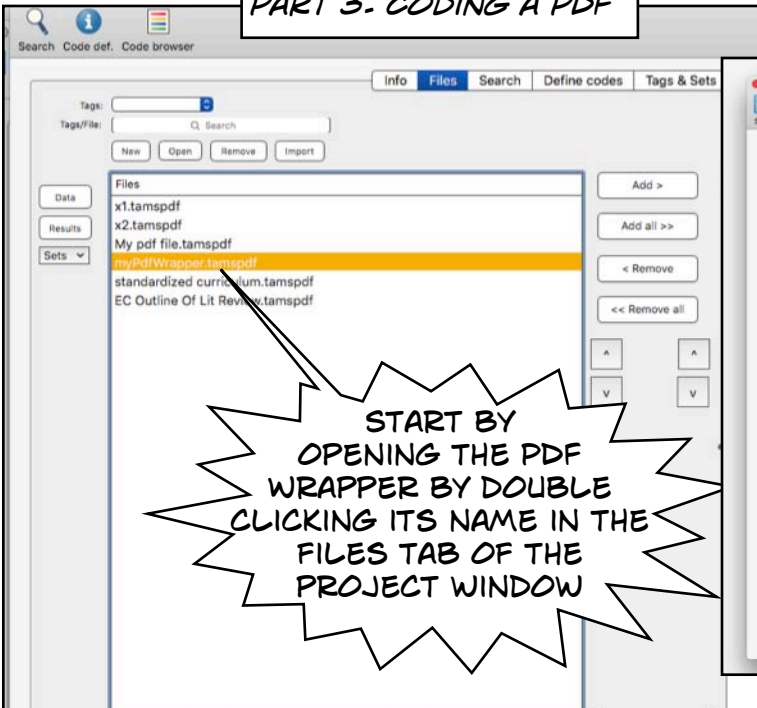 PART 3. CODING A PDF
Search Code def. Code browser
Info Files Search Define codes Tags & Sets
Tags:
Tags/File: Search
New Open Remove Import
Data
Results
Sets
Files
x1.tamspdf
x2.tamspdf
My pdf file.tamspdf
myPdfWrapper.tamspdf
standardized curriculum.tamspdf
EC Outline Of Lit Review.tamspdf
Add >
Add all >>
< Remove
<< Remove all
^ ^
v v
START BY
OPENING THE PDF
WRAPPER BY DOUBLE
CLICKING ITS NAME IN THE
FILES TAB OF THE
PROJECT WINDOW